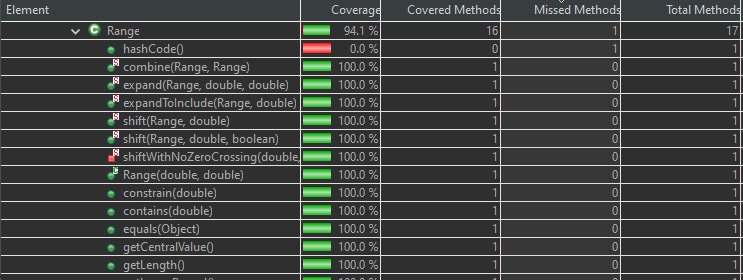 Element Coverage Covered Methods Missed Methods Total Methods
C Range 94.1 % 16 1 17
hashCode() 0.0 % 0 1 1
S combine(Range, Range) 100.0 % 1 0 1
S expand(Range, double, double) 100.0 % 1 0 1
S expandToInclude(Range, double) 100.0 % 1 0 1
S shift(Range, double) 100.0 % 1 0 1
S shift(Range, double, boolean) 100.0 % 1 0 1
S shiftWithNoZeroCrossing(double, 100.0 % 1 0 1
C Range(double, double) 100.0 % 1 0 1
constrain(double) 100.0 % 1 0 1
contains(double) 100.0 % 1 0 1
equals(Object) 100.0 % 1 0 1
getCentralValue() 100.0 % 1 0 1
getLength() 100.0 % 1 0 1